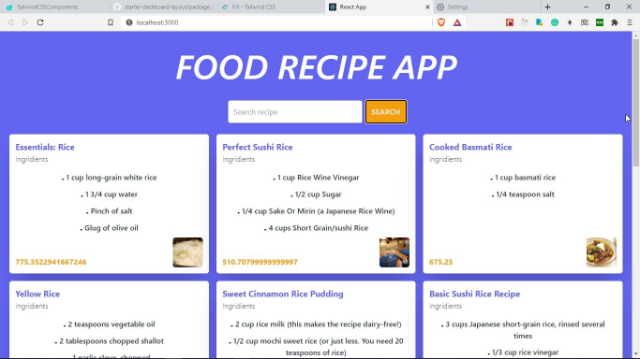 TailwindCSSComponents
starter-dashboard/layout/package.j
Fill - Tailwind CSS
React App
Settings
localhost:3000
FOOD RECIPE APP
Search recipe
SEARCH
Essentials: Rice
Ingridients
• 1 cup long-grain white rice
• 1 3/4 cup water
• Pinch of salt
• Glug of olive oil
775.3522941667246
Perfect Sushi Rice
Ingridients
• 1 cup Rice Wine Vinegar
• 1/2 cup Sugar
• 1/4 cup Sake Or Mirin (a Japanese Rice Wine)
• 4 cups Short Grain/sushi Rice
510.70799999999997
Cooked Basmati Rice
Ingridients
• 1 cup basmati rice
• 1/4 teaspoon salt
675.25
Yellow Rice
Ingridients
• 2 teaspoons vegetable oil
• 2 tablespoons chopped shallot
• 1 garlic clove, chopped
Sweet Cinnamon Rice Pudding
Ingridients
• 2 cup rice milk (this makes the recipe dairy-free!)
• 1/2 cup mochi sweet rice (or just less. You need 20
teaspoons of rice)
Basic Sushi Rice Recipe
Ingridients
• 3 cups Japanese short-grain rice, rinsed several
times
• 1/3 cup rice vinegar